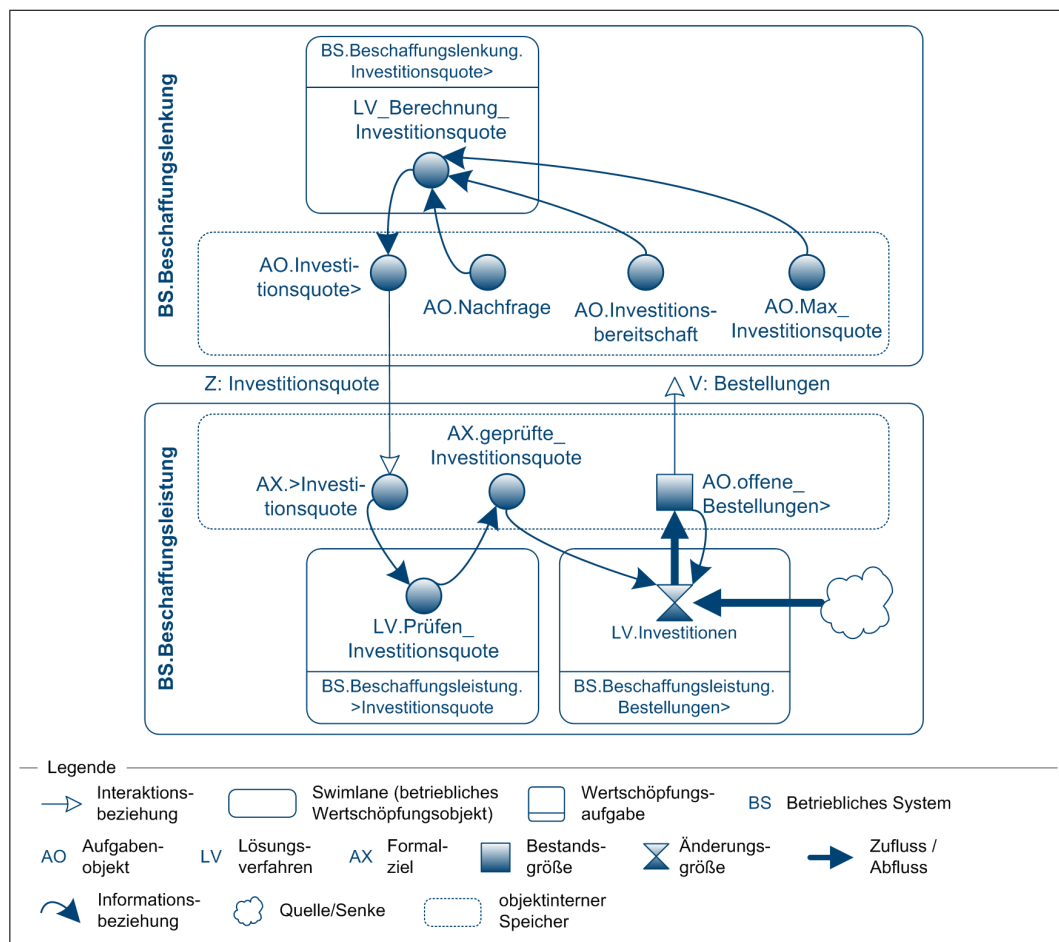 BS.Beschaffungslenkung
BS.Beschaffungslenkung.
Investitionsquote>
LV_Berechnung_
Investitionsquote
AO.Investi-
tionsquote>
AO.Nachfrage
AO.Investitions-
bereitschaft
AO.Max_
Investitionsquote
Z: Investitionsquote
V: Bestellungen
BS.Beschaffungsleistung
AX.>Investi-
tionsquote
AX.geprüfte_
Investitionsquote
AO.offene_
Bestellungen>
LV.Prüfen_
Investitionsquote
BS.Beschaffungsleistung.
>Investitionsquote
LV.Investitionen
BS.Beschaffungsleistung.
Bestellungen>
Legende
Interaktions-
beziehung
Swimlane (betriebliches
Wertschöpfungsobjekt)
Wertschöpfungs-
aufgabe
BS Betriebliches System
AO Aufgaben-
objekt
LV Lösungs-
verfahren
AX Formal-
ziel
Bestands-
größe
Änderungs-
größe
Zufluss /
Abfluss
Informations-
beziehung
Quelle/Senke
objektinterner
Speicher